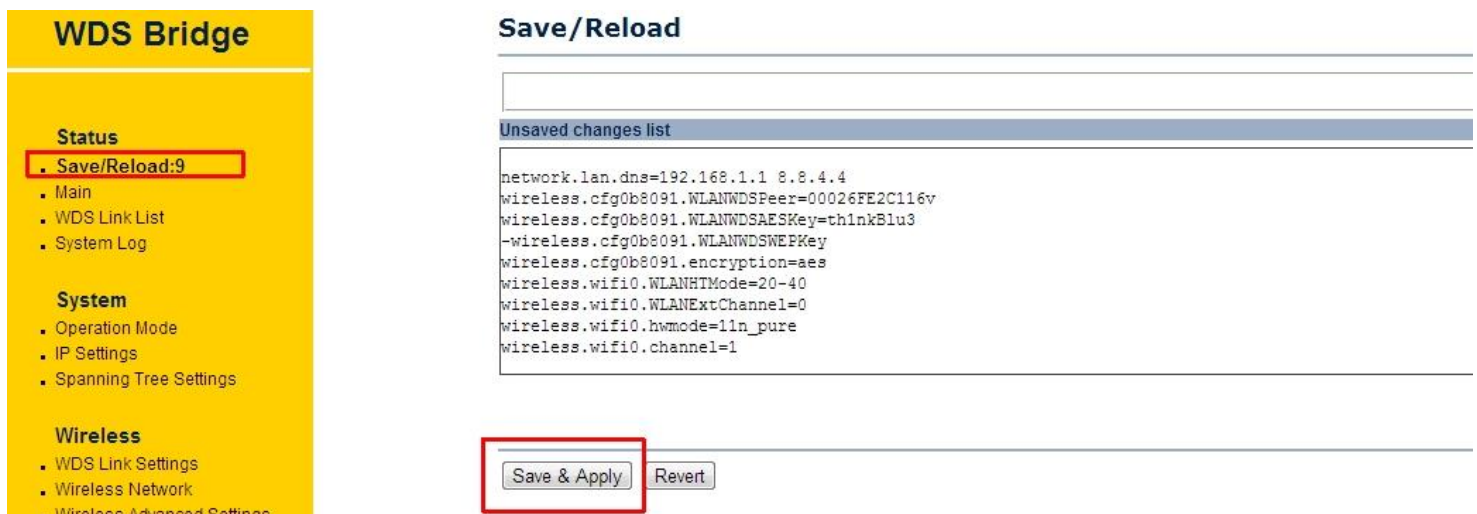 WDS Bridge
Status
Save/Reload:9
Main
WDS Link List
System Log
System
Operation Mode
IP Settings
Spanning Tree Settings
Wireless
WDS Link Settings
Wireless Network
Wireless Advanced Settings
Save/Reload
Unsaved changes list
network.lan.dns=192.168.1.1 8.8.4.4
wireless.cfg0b8091.WLANWDSPeer=00026FE2C116v
wireless.cfg0b8091.WLANWDSAESKey=th1nkBlu3
-wireless.cfg0b8091.WLANWDSWEPKey
wireless.cfg0b8091.encryption=aes
wireless.wifi0.WLANHTMode=20-40
wireless.wifi0.WLANExtChannel=0
wireless.wifi0.hwmode=11n_pure
wireless.wifi0.channel=1
Save & Apply Revert